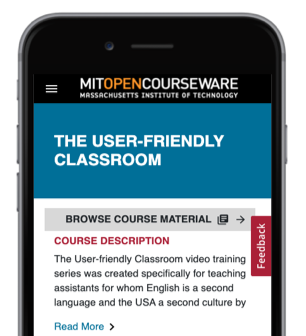 MITOPENCOURSEWARE
MASSACHUSETTS INSTITUTE OF TECHNOLOGY
THE USER-FRIENDLY
CLASSROOM
BROWSE COURSE MATERIAL
Feedback
COURSE DESCRIPTION
The User-friendly Classroom video training
series was created specifically for teaching
assistants for whom English is a second
language and the USA a second culture by
Read More